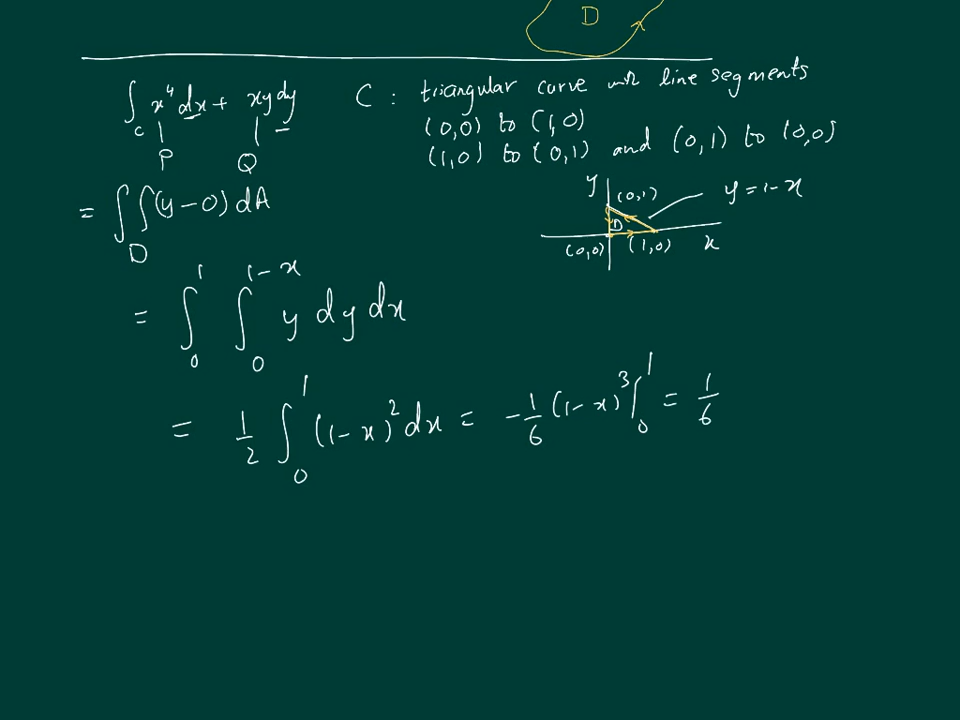 D
∫_C x⁴ dx + xy dy   C : triangular curve with line segments
P   Q   (0,0) to (1,0)
(1,0) to (0,1) and (0,1) to (0,0)
= ∫∫_D (y-0) dA
y (0,1) y = 1-x
D
(0,0) (1,0) x
= ∫₀¹ ∫₀^{1-x} y dy dx
= 1/2 ∫₀¹ (1-x)² dx = -1/6 (1-x)³ |₀¹ = 1/6